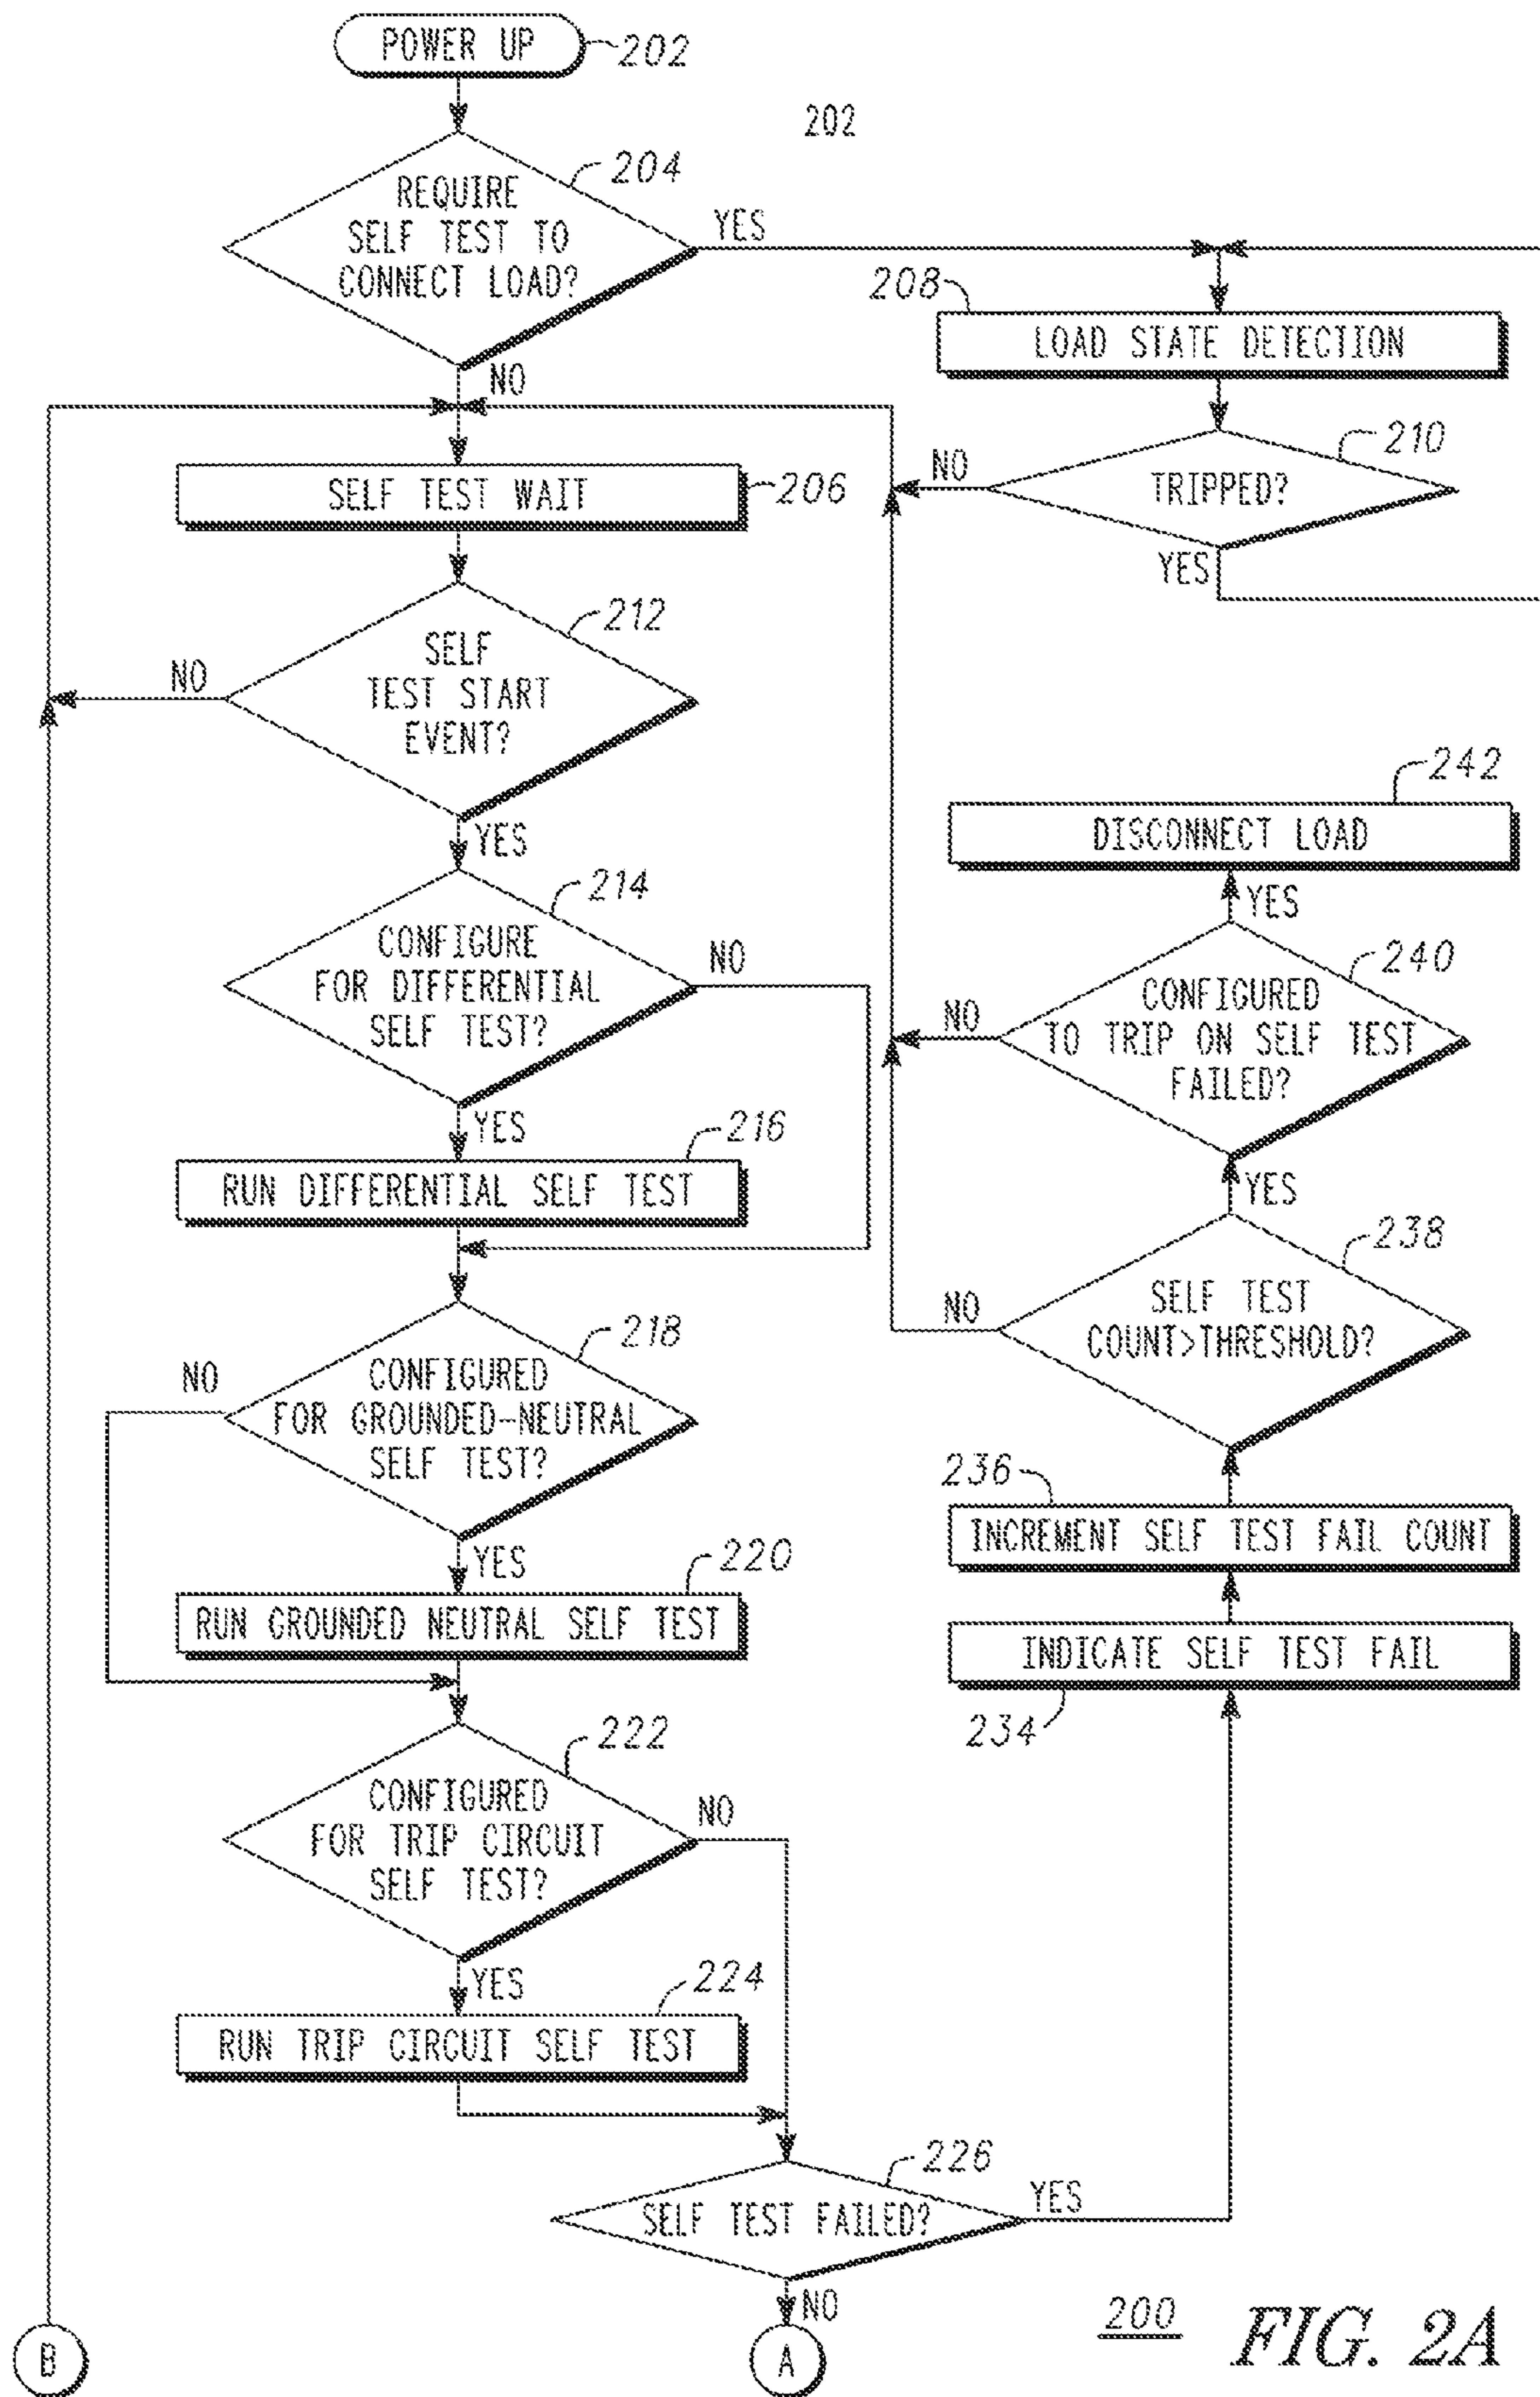 POWER UP
202
202
REQUIRE
SELF TEST TO
CONNECT LOAD?
204
YES
NO
208
LOAD STATE DETECTION
TRIPPED?
210
NO
YES
SELF TEST WAIT
206
SELF
TEST START
EVENT?
212
NO
YES
CONFIGURE
FOR DIFFERENTIAL
SELF TEST?
214
NO
YES
RUN DIFFERENTIAL SELF TEST
216
CONFIGURED
FOR GROUNDED-NEUTRAL
SELF TEST?
218
NO
YES
RUN GROUNDED NEUTRAL SELF TEST
220
CONFIGURED
FOR TRIP CIRCUIT
SELF TEST?
222
NO
YES
RUN TRIP CIRCUIT SELF TEST
224
SELF TEST FAILED?
226
YES
NO
242
DISCONNECT LOAD
YES
CONFIGURED
TO TRIP ON SELF TEST
FAILED?
240
NO
YES
SELF TEST
COUNT>THRESHOLD?
238
NO
236
INCREMENT SELF TEST FAIL COUNT
INDICATE SELF TEST FAIL
234
B
A
200
FIG. 2A